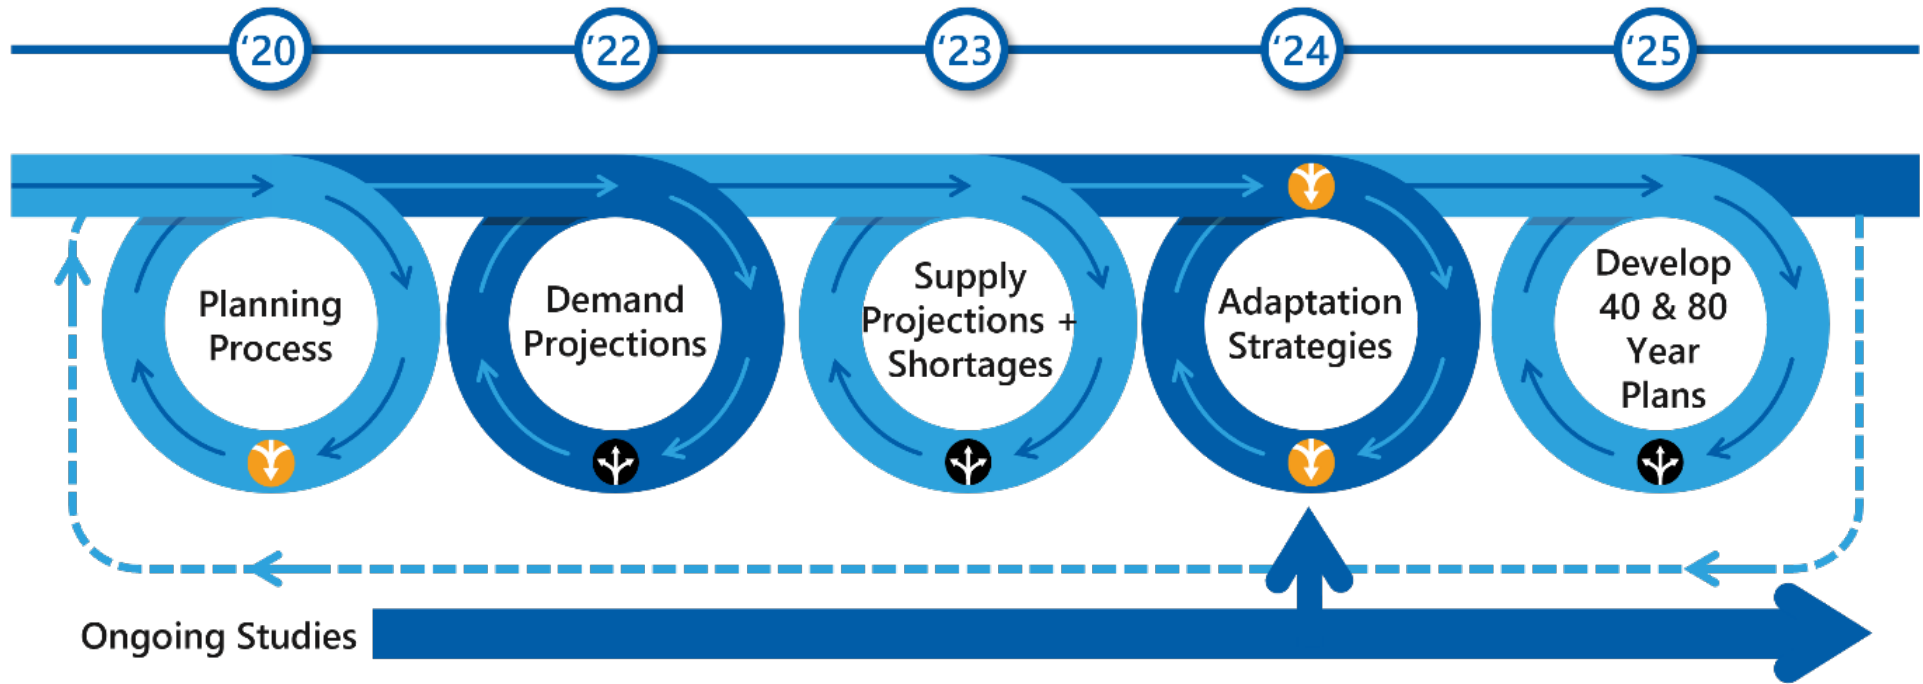 ‘20
‘22
‘23
‘24
‘25
Planning
Process
Demand
Projections
Supply
Projections +
Shortages
Adaptation
Strategies
Develop
40 & 80
Year
Plans
Ongoing Studies